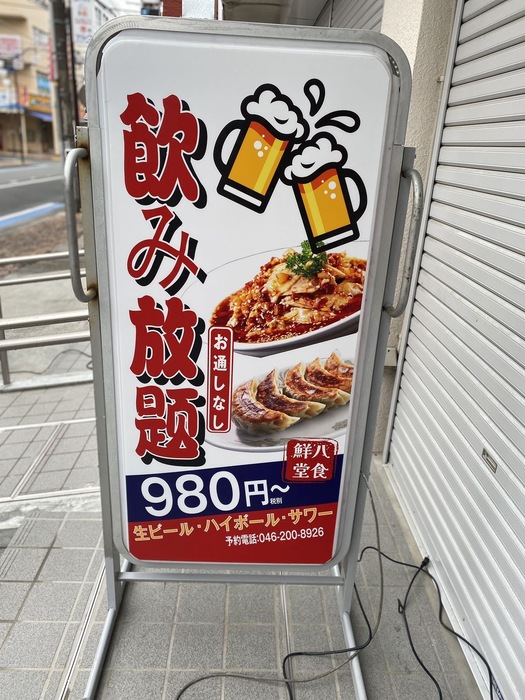 飲み放題
お通しなし
鮮八
堂食
980円~
税別
生ビール・ハイボール・サワー
予約電話:046-200-8926